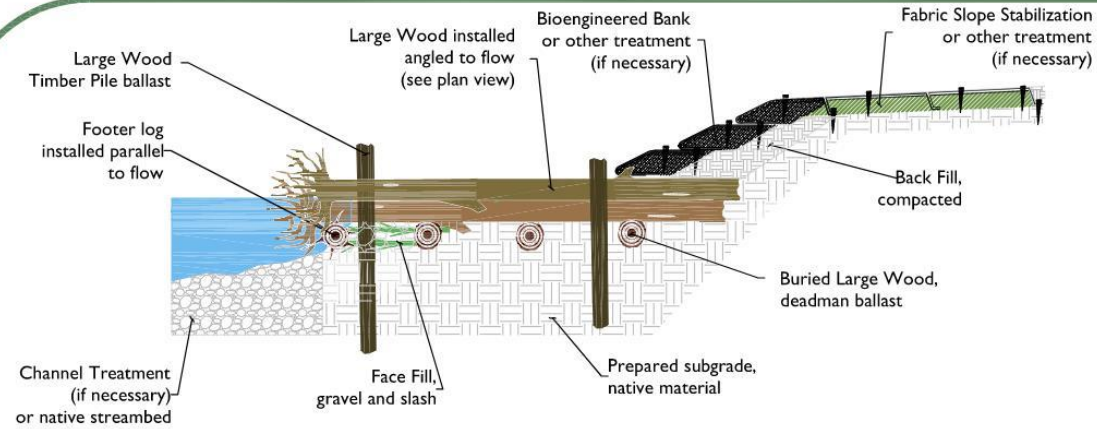 Large Wood
Timber Pile ballast
Large Wood installed
angled to flow
(see plan view)
Bioengineered Bank
or other treatment
(if necessary)
Fabric Slope Stabilization
or other treatment
(if necessary)
Footer log
installed parallel
to flow
Back Fill,
compacted
Buried Large Wood,
deadman ballast
Channel Treatment
(if necessary)
or native streambed
Face Fill,
gravel and slash
Prepared subgrade,
native material